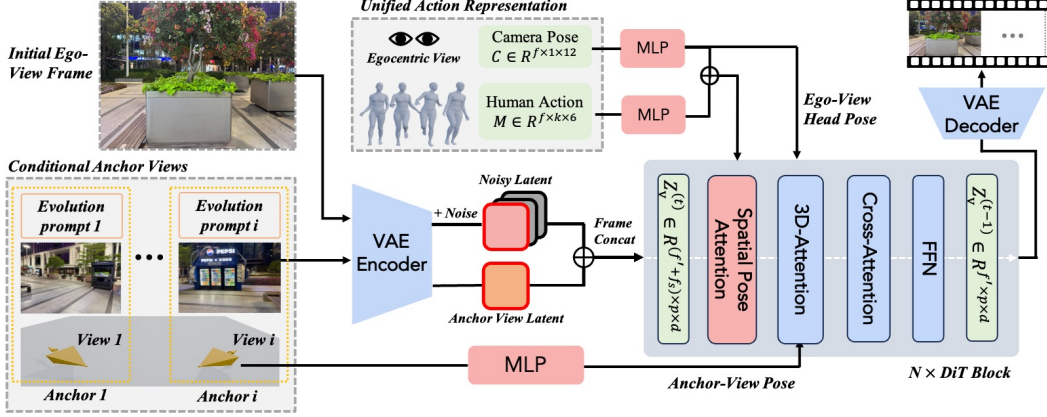 Initial Ego-
View Frame
Unified Action Representation
Egocentric View
Camera Pose
C ∈ R^{f×1×12}
Human Action
M ∈ R^{f×k×6}
MLP
MLP
Ego-View
Head Pose
VAE
Decoder
Conditional Anchor Views
Evolution
prompt 1
Evolution
prompt i
PEPSI
View 1
View i
Anchor 1
Anchor i
VAE
Encoder
+ Noise
Noisy Latent
Anchor View Latent
Frame
Concat
MLP
Anchor-View Pose
Z_v^{(t)} ∈ R^{(f'+f_s)×p×d}
Spatial Pose
Attention
3D-Attention
Cross-Attention
FFN
Z_v^{(t-1)} ∈ R^{f'×p×d}
N × DiT Block